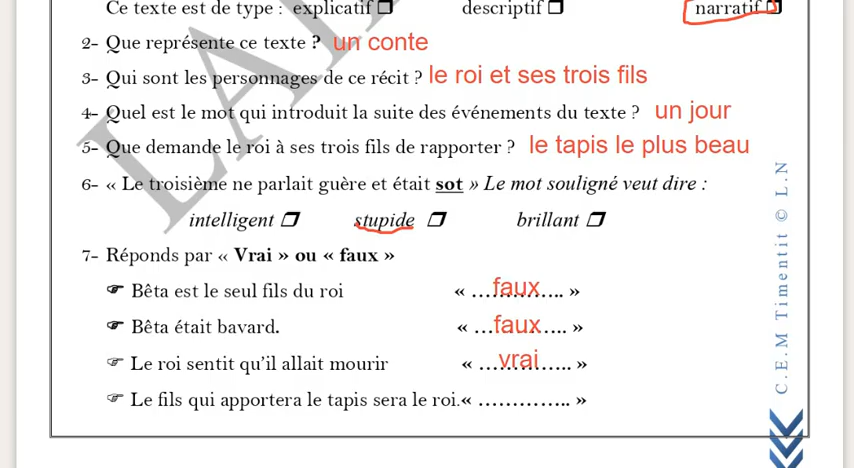 Ce texte est de type : explicatif descriptif narratif
2- Que représente ce texte ? un conte
3- Qui sont les personnages de ce récit ? le roi et ses trois fils
4- Quel est le mot qui introduit la suite des événements du texte ? un jour
5- Que demande le roi à ses trois fils de rapporter ? le tapis le plus beau
6- « Le troisième ne parlait guère et était sot » Le mot souligné veut dire :
intelligent stupide brillant
7- Réponds par « Vrai » ou « faux »
Bêta est le seul fils du roi « …faux….. »
Bêta était bavard. « …faux….. »
Le roi sentit qu'il allait mourir « …vrai….. »
Le fils qui apportera le tapis sera le roi.« ………….. »
C.E.M Timentit © L.N